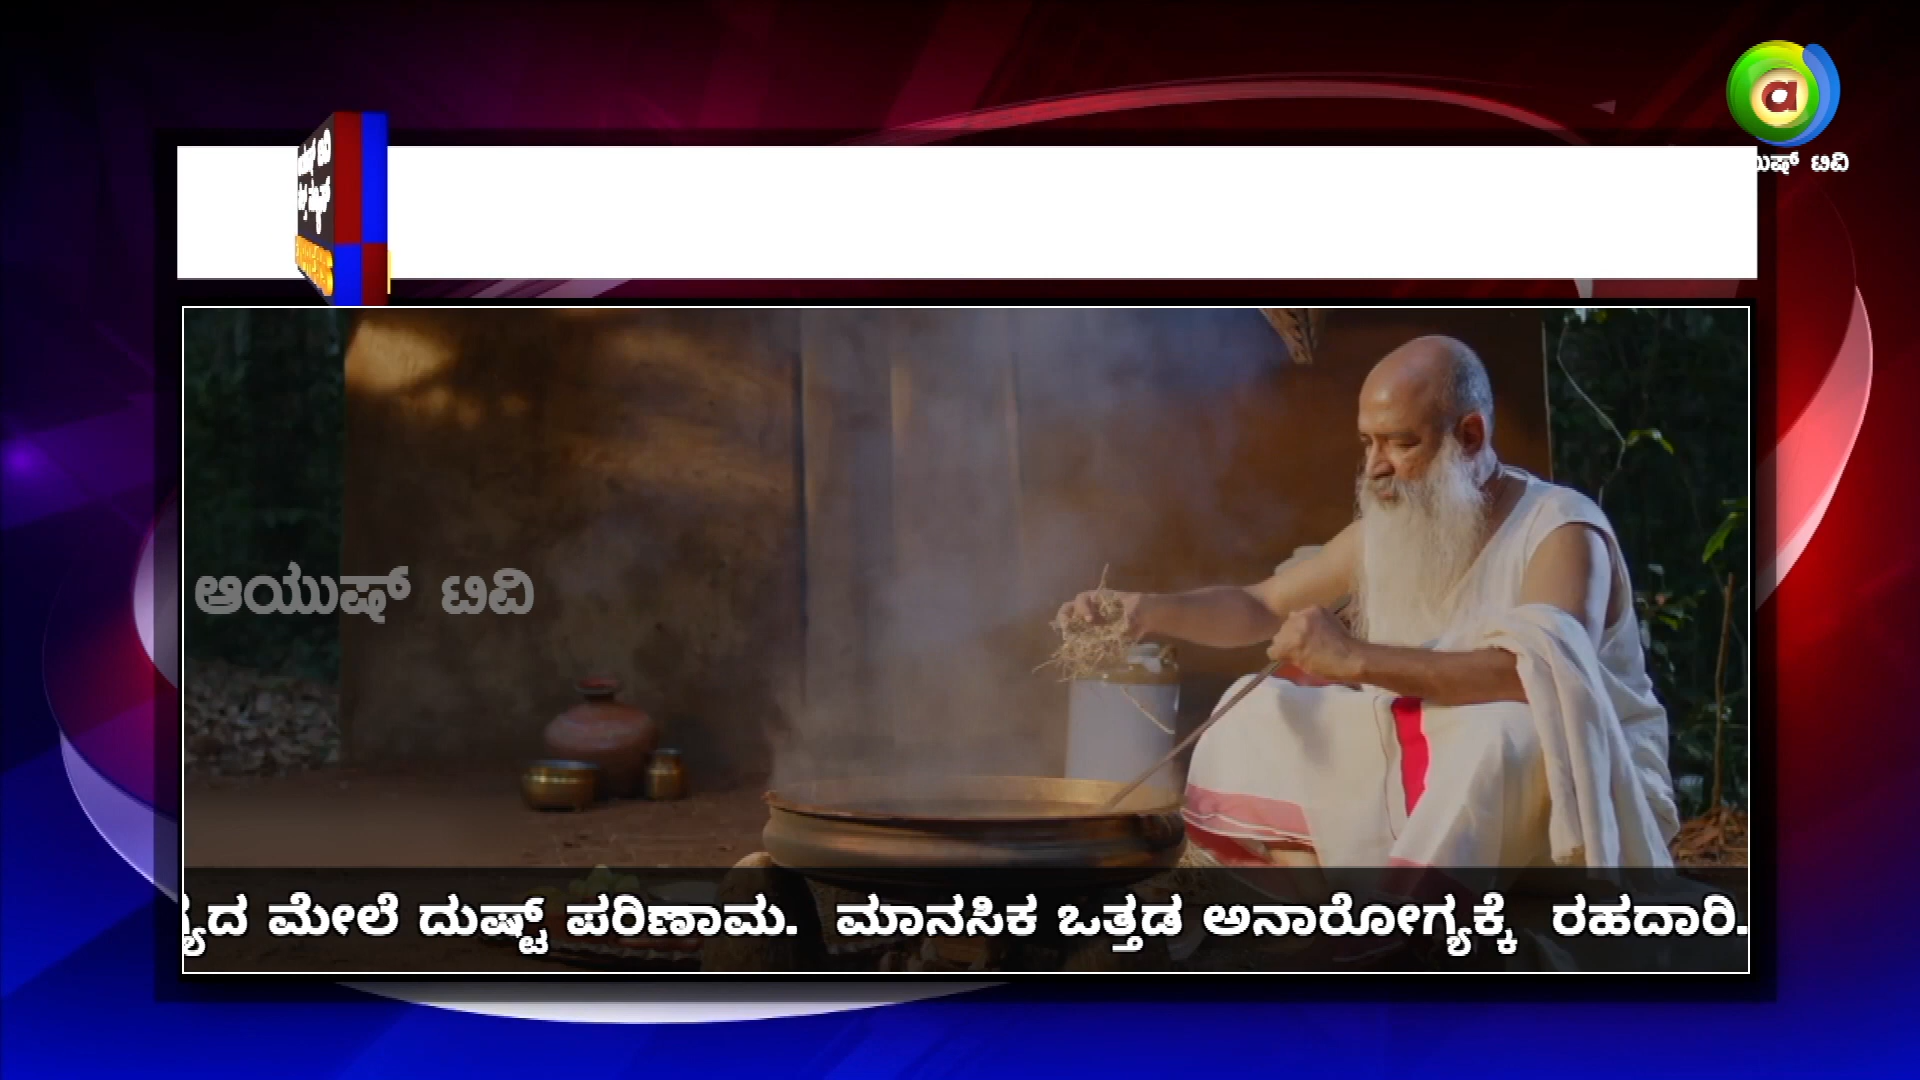 ಯುಷ್ ಟಿವಿ
ಆಯುಷ್ ಟಿವಿ
ಮೇಲೆ ದುಷ್ಟ್ ಪರಿಣಾಮ. ಮಾನಸಿಕ ಒತ್ತಡ ಅನಾರೋಗ್ಯಕ್ಕೆ ರಹದಾರಿ.